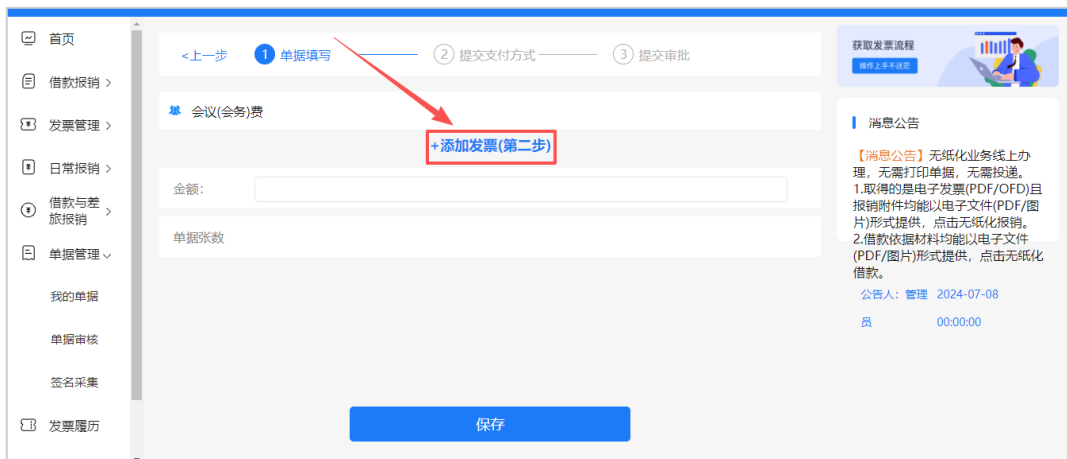 首页
借款报销
发票管理
日常报销
借款与差
旅报销
单据管理
我的单据
单据审核
签名采集
发票履历
<上一步
1 单据填写
2 提交支付方式
3 提交审批
会议(会务)费
+添加发票(第二步)
金额:
单据张数
保存
获取发票流程
操作上手不迷茫
消息公告
【消息公告】无纸化业务线上办
理，无需打印单据，无需投递。
1.取得的是电子发票(PDF/OFD)且
报销附件均能以电子文件(PDF/图
片)形式提供，点击无纸化报销。
2.借款依据材料均能以电子文件
(PDF/图片)形式提供，点击无纸化
借款。
公告人：管理 2024-07-08
员 00:00:00